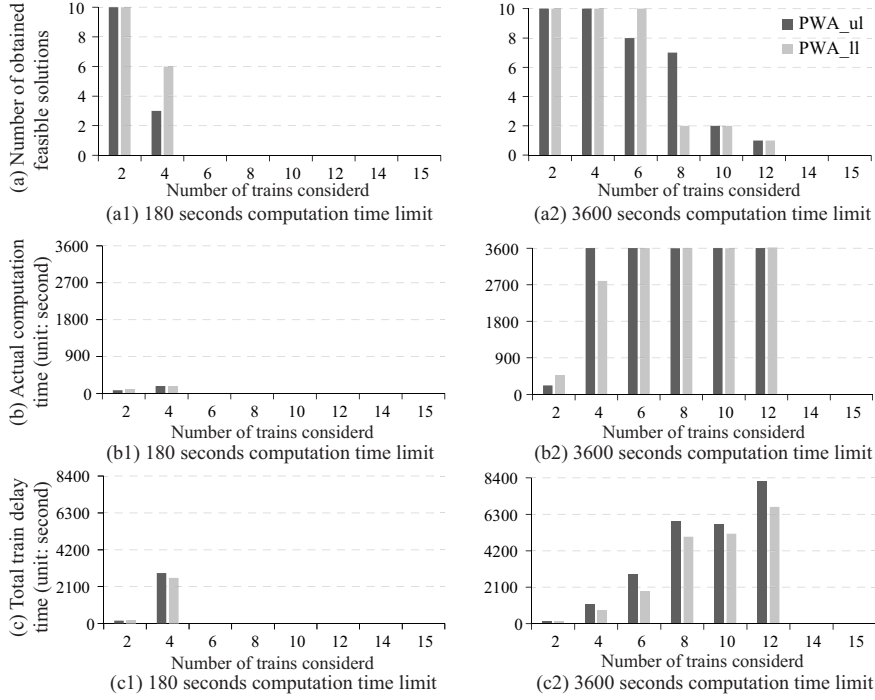 (a) Number of obtained
feasible solutions
10
8
6
4
2
0
2 4 6 8 10 12 15
Number of trains considerd
(a1) 180 seconds computation time limit
10
8
6
4
2
0
PWA_ul
PWA_ll
2 4 6 8 10 12 15
Number of trains considerd
(a2) 3600 seconds computation time limit
(b) Actual computation
time (unit: second)
3600
2700
1800
900
0
2 4 6 8 10 12 15
Number of trains considerd
(b1) 180 seconds computation time limit
3600
2700
1800
900
0
2 4 6 8 10 12 15
Number of trains considerd
(b2) 3600 seconds computation time limit
(c) Total train delay
time (unit: second)
8400
6300
4200
2100
0
2 4 6 8 10 12 15
Number of trains considerd
(c1) 180 seconds computation time limit
8400
6300
4200
2100
0
2 4 6 8 10 12 15
Number of trains considerd
(c2) 3600 seconds computation time limit